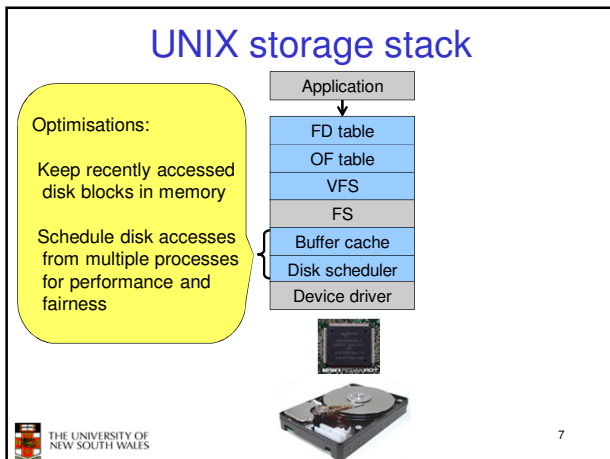 UNIX storage stack
Optimisations:
Keep recently accessed
disk blocks in memory
Schedule disk accesses
from multiple processes
for performance and
fairness
Application
FD table
OF table
VFS
FS
Buffer cache
Disk scheduler
Device driver
THE UNIVERSITY OF
NEW SOUTH WALES
7